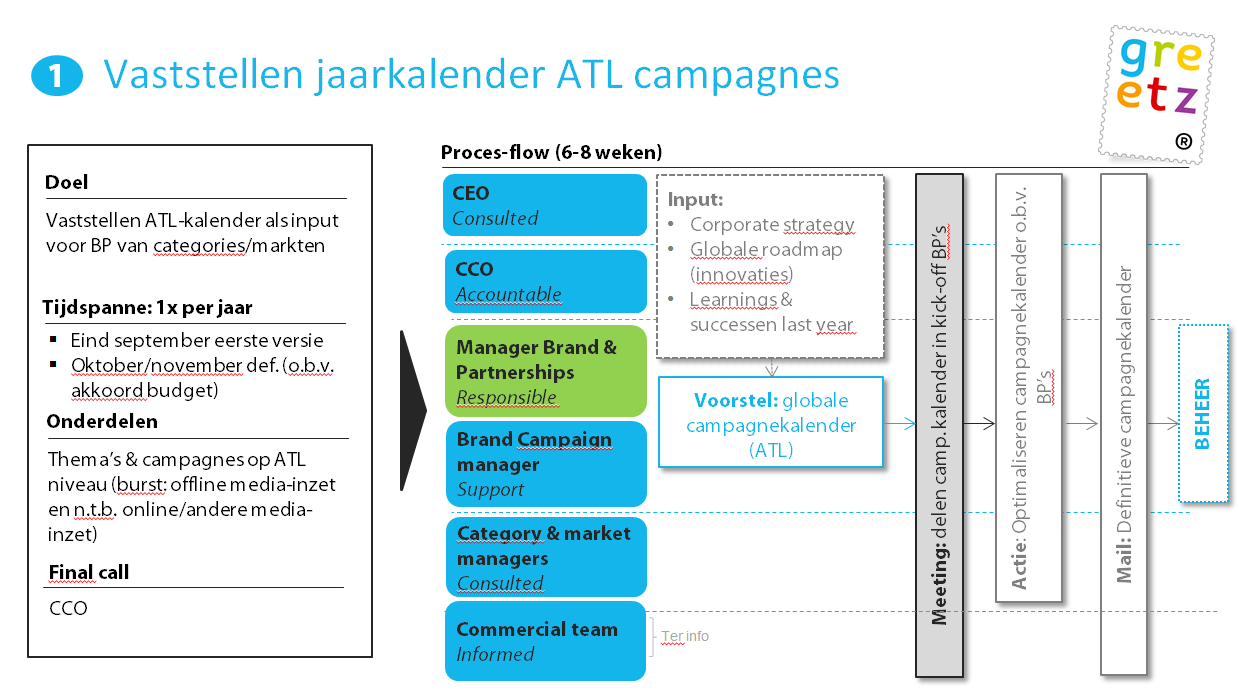 1 Vaststellen jaarkalender ATL campagnes
gre
etz
®
Doel
Vaststellen ATL-kalender als input
voor BP van categories/markten
Tijdspanne: 1x per jaar
▪ Eind september eerste versie
▪ Oktober/november def. (o.b.v.
akkoord budget)
Onderdelen
Thema's & campagnes op ATL
niveau (burst: offline media-inzet
en n.t.b. online/andere media-
inzet)
Final call
CCO
Proces-flow (6-8 weken)
CEO
Consulted
CCO
Accountable
Manager Brand &
Partnerships
Responsible
Brand Campaign
manager
Support
Category & market
managers
Consulted
Commercial team
Informed
Ter info
Input:
• Corporate strategy
• Globale roadmap
(innovaties)
• Learnings &
successen last year
Voorstel: globale
campagnekalender
(ATL)
Meeting: delen camp.kalender in kick-off BP's
Actie: Optimaliseren campagnekalender o.b.v.
BP's
Mail: Definitieve campagnekalender
BEHEER